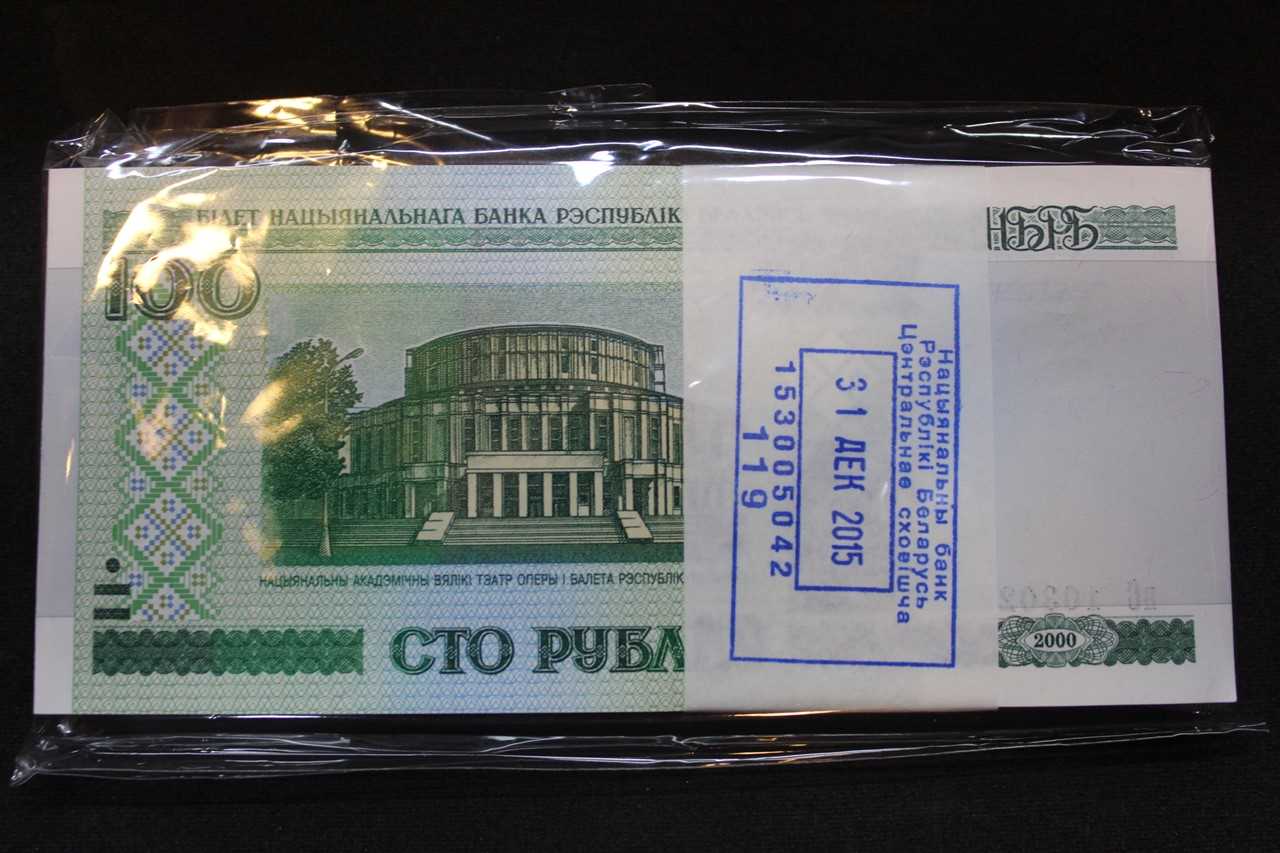 БІЛЕТ НАЦЫЯНАЛЬНАГА БАНКА РЭСПУБЛІК
НБРБ
100
НАЦЫЯНАЛЬНЫ АКАДЭМІЧНЫ ВЯЛІКІ ТЭАТР ОПЕРЫ І БАЛЕТА РЭСПУБЛІК
СТО РУБЛ
Нацыянальны банк
Рэспублікі Беларусь
Цэнтральнае сховішча
31 ДЕК 2015
153005042
119
2000